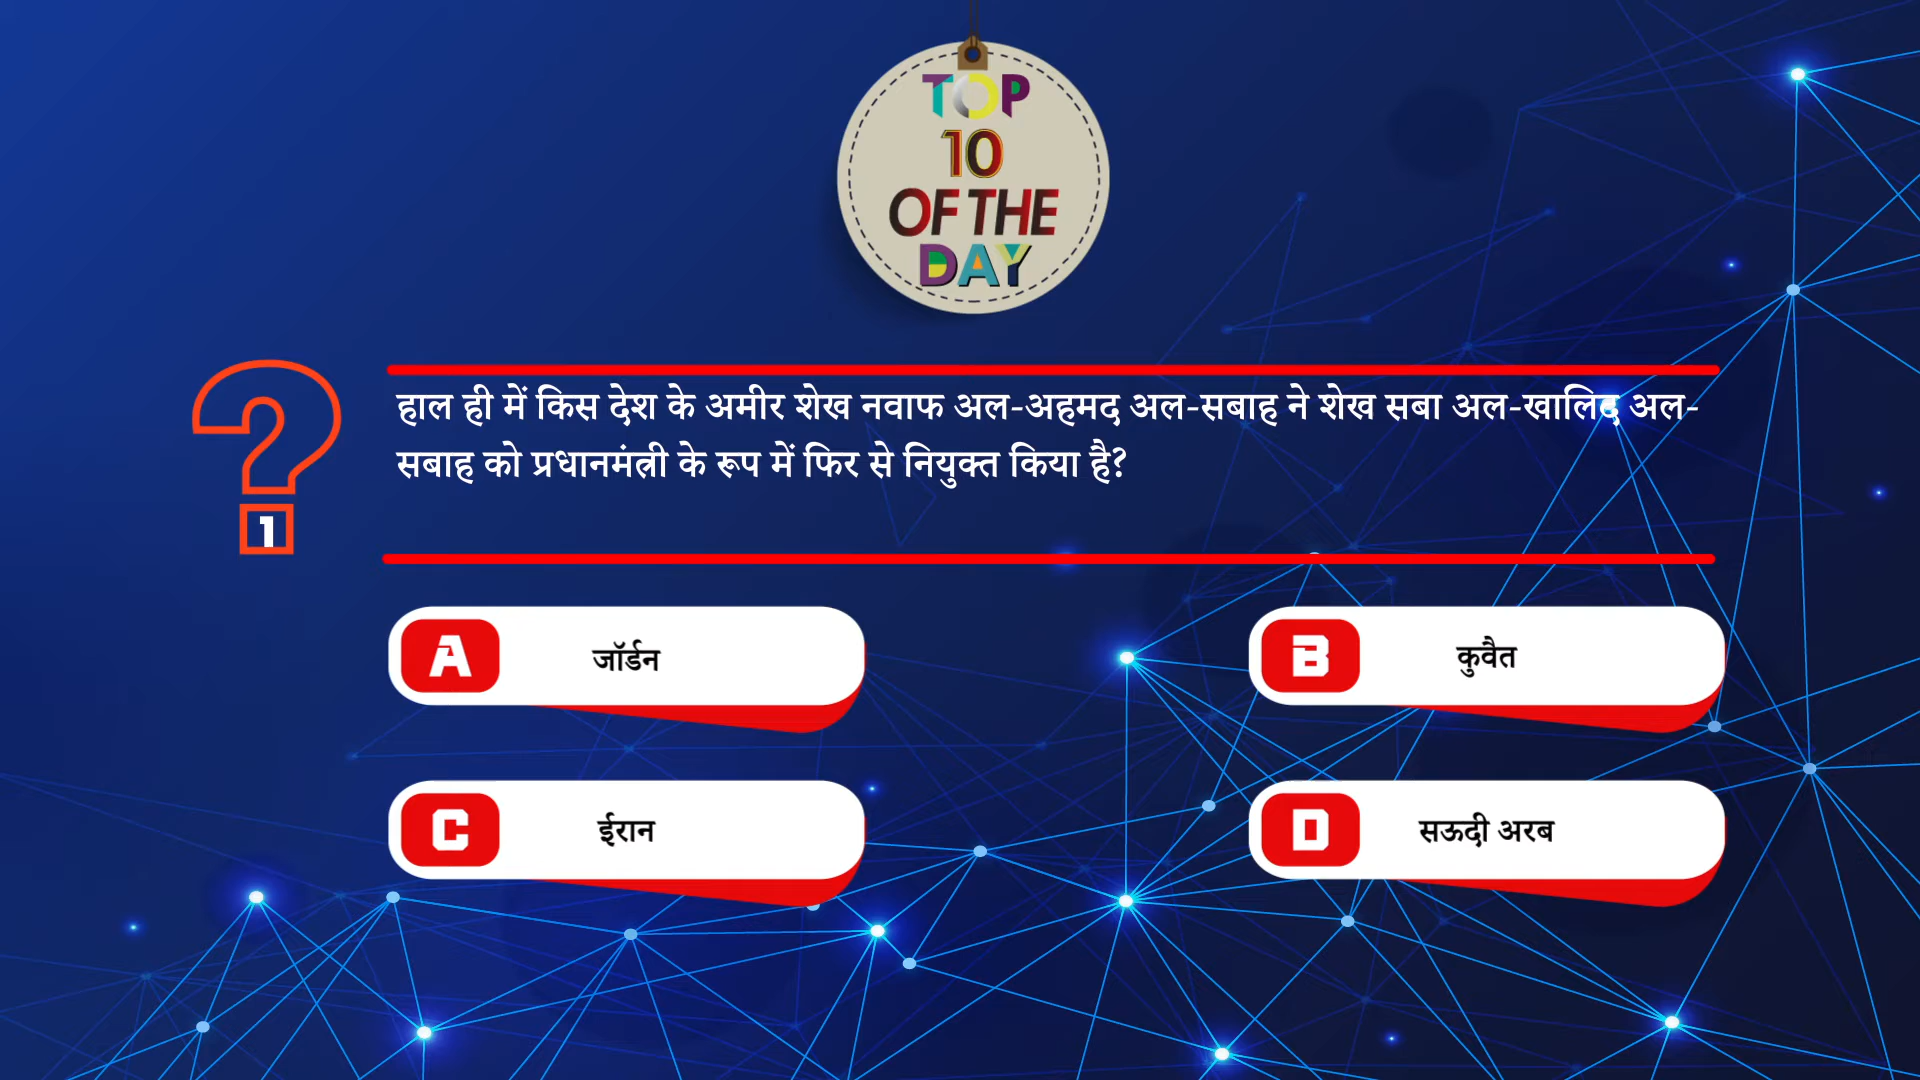 TOP
10
OF THE
DAY
हाल ही में किस देश के अमीर शेख नवाफ अल-अहमद अल-सबाह ने शेख सबा अल-खालिद अल-
सबाह को प्रधानमंत्री के रूप में फिर से नियुक्त किया है?
1
A जॉर्डन
B कुवैत
C ईरान
D सऊदी अरब